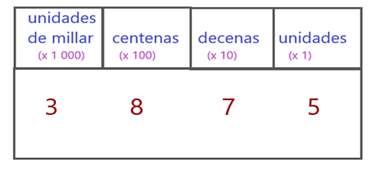 unidades
de millar centenas decenas unidades
(x 1 000) (x 100) (x 10) (x 1)
3 8 7 5